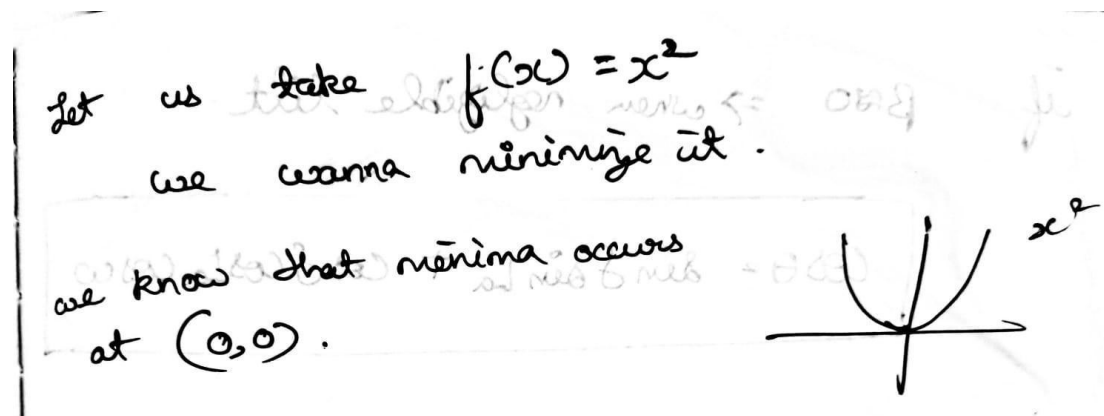 Let us take f(x) = x²
we wanna minimize it.
we know that minima occurs
at (0,0).
x²